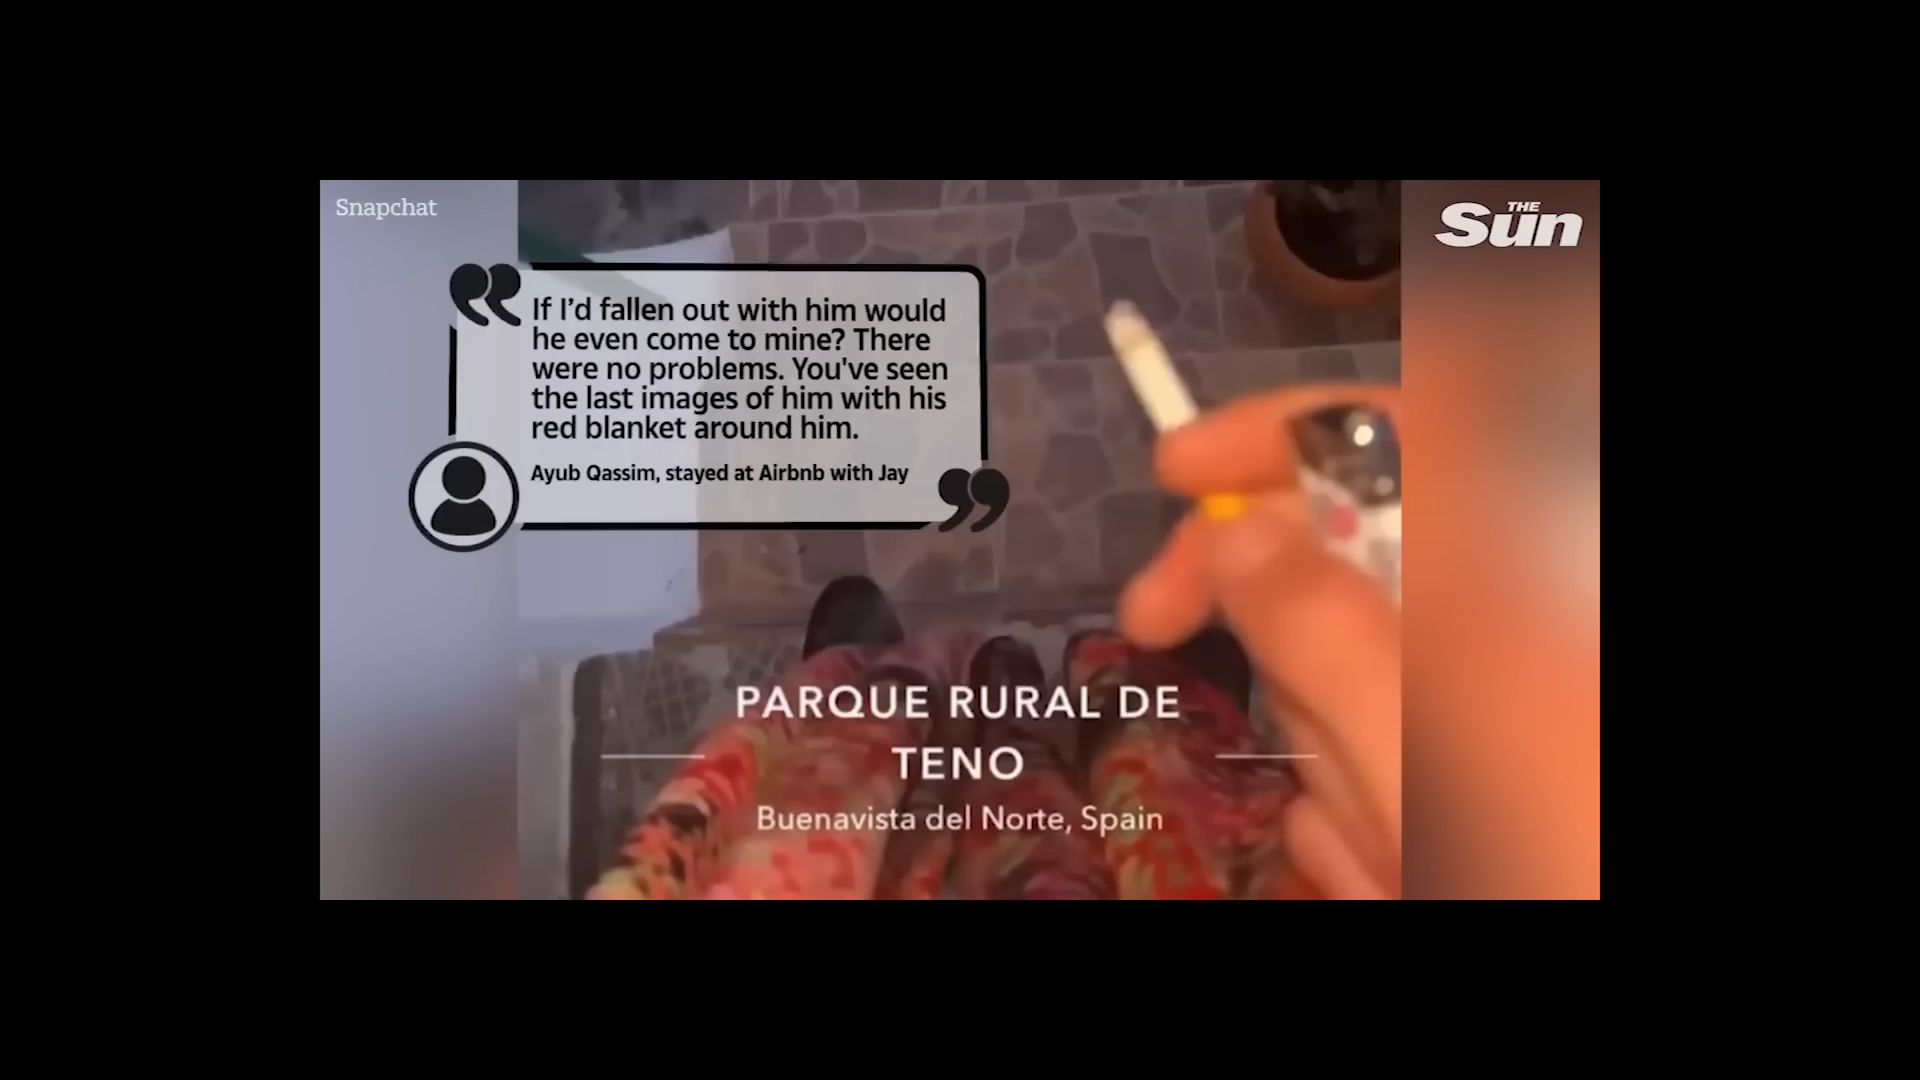 Snapchat
THE
Sun
If I’d fallen out with him would
he even come to mine? There
were no problems. You've seen
the last images of him with his
red blanket around him.
Ayub Qassim, stayed at Airbnb with Jay
PARQUE RURAL DE
TENO
Buenavista del Norte, Spain